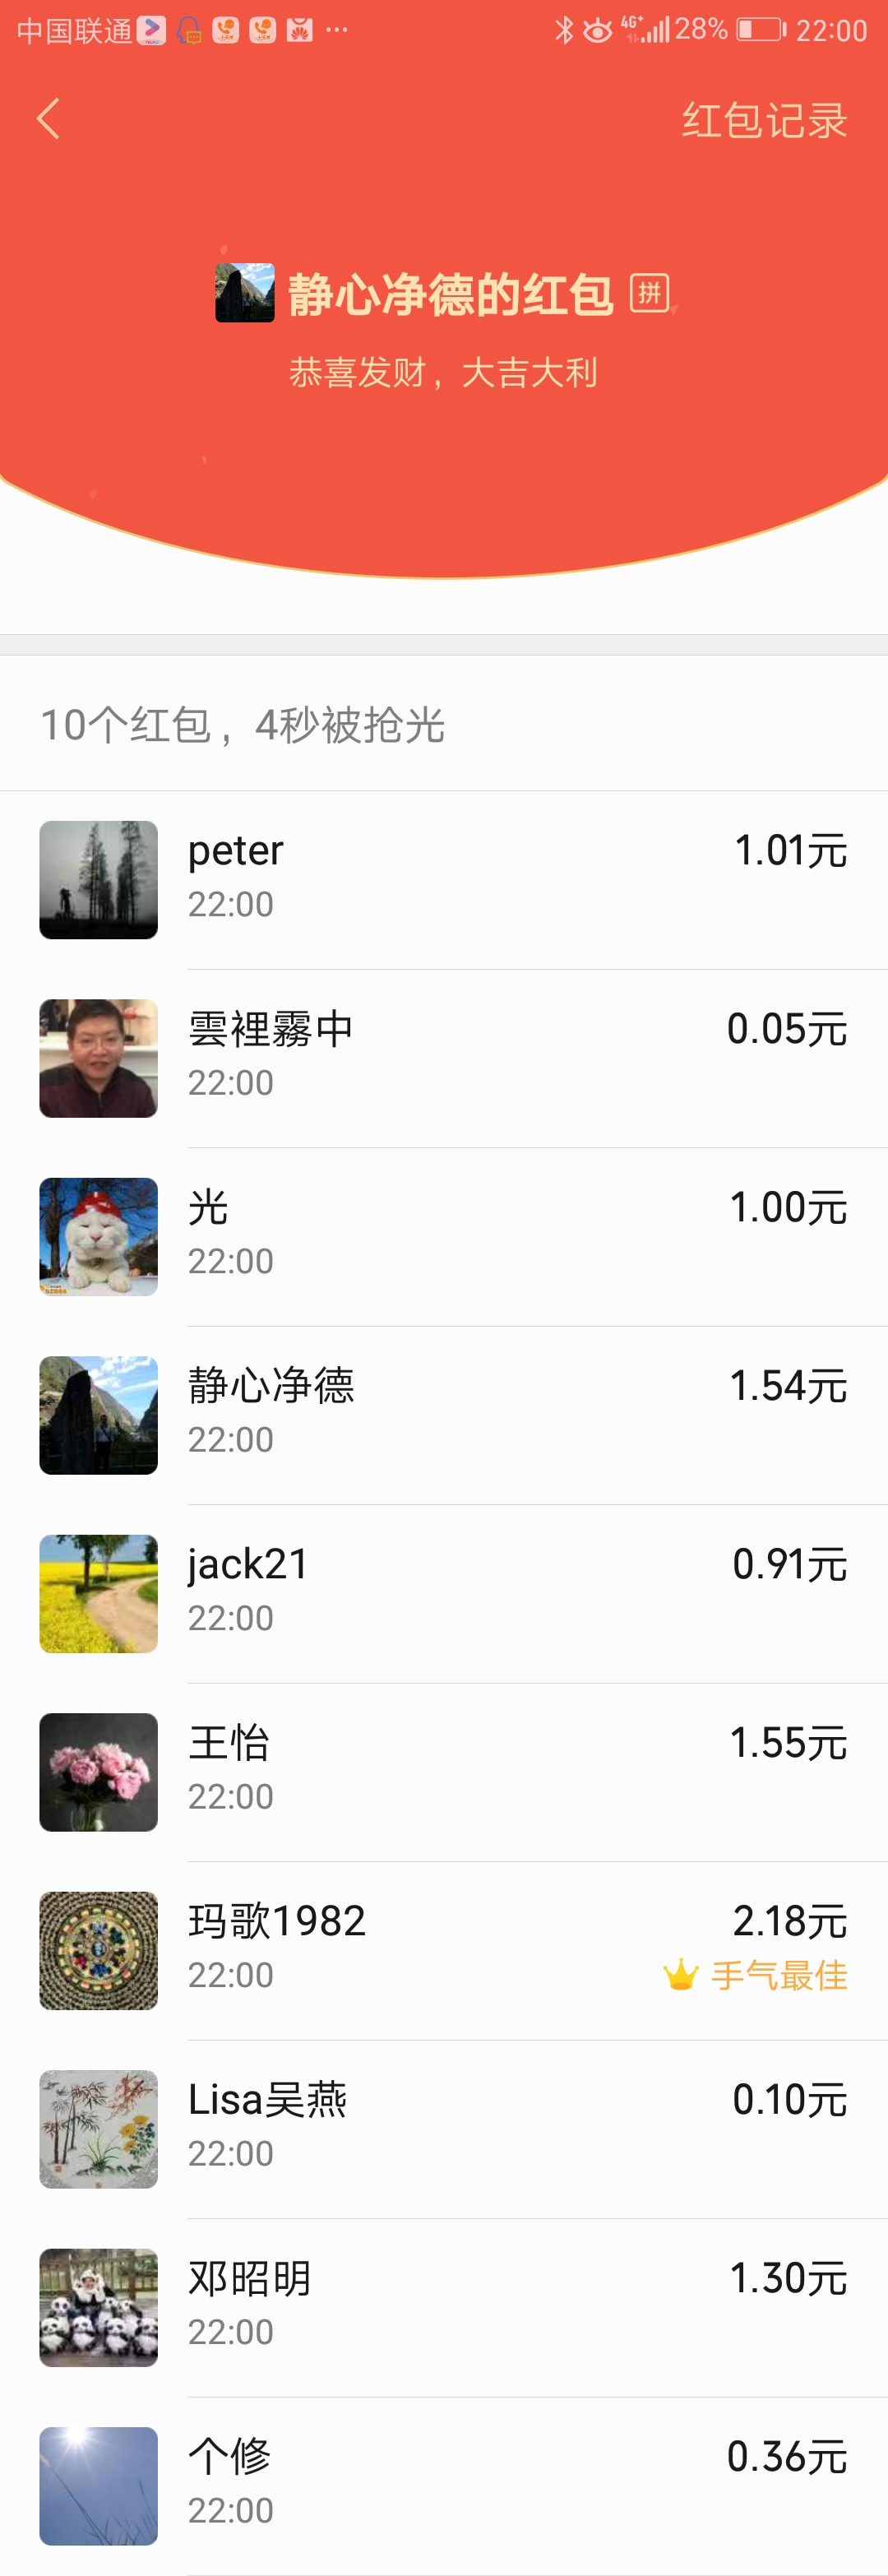 中国联通 ... 4G+ 28% 22:00
红包记录
静心净德的红包 拼
恭喜发财，大吉大利
10个红包，4秒被抢光
peter 1.01元
22:00
雲裡霧中 0.05元
22:00
光 1.00元
22:00
静心净德 1.54元
22:00
jack21 0.91元
22:00
王怡 1.55元
22:00
玛歌1982 2.18元
22:00 手气最佳
Lisa吴燕 0.10元
22:00
邓昭明 1.30元
22:00
个修 0.36元
22:00